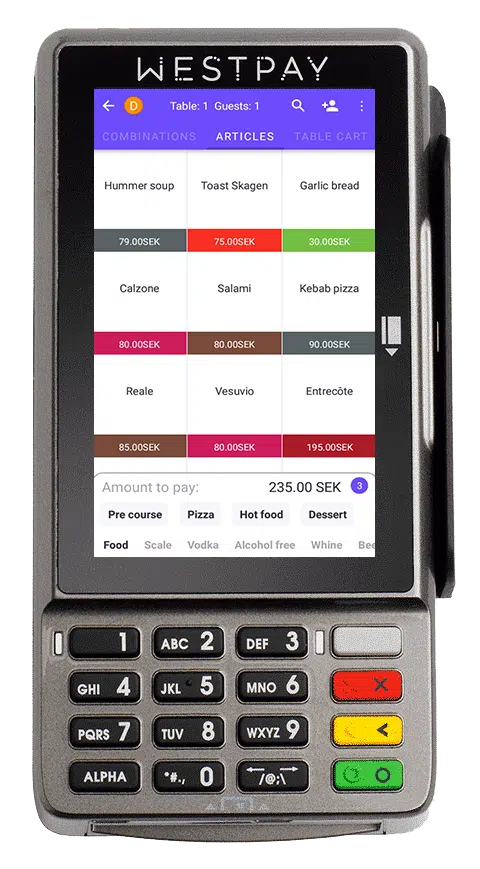 WESTPAY
D Table: 1 Guests: 1
COMBINATIONS ARTICLES TABLE CART
Hummer soup Toast Skagen Garlic bread
79.00SEK 75.00SEK 30.00SEK
Calzone Salami Kebab pizza
80.00SEK 80.00SEK 90.00SEK
Reale Vesuvio Entrecôte
85.00SEK 80.00SEK 195.00SEK
Amount to pay: 235.00 SEK 3
Pre course Pizza Hot food Dessert
Food Scale Vodka Alcohol free Whine Bee
1 ABC 2 DEF 3
GHI 4 JKL 5 MNO 6 X
PQRS 7 TUV 8 WXYZ 9 <
ALPHA *#., 0 /@;\ O